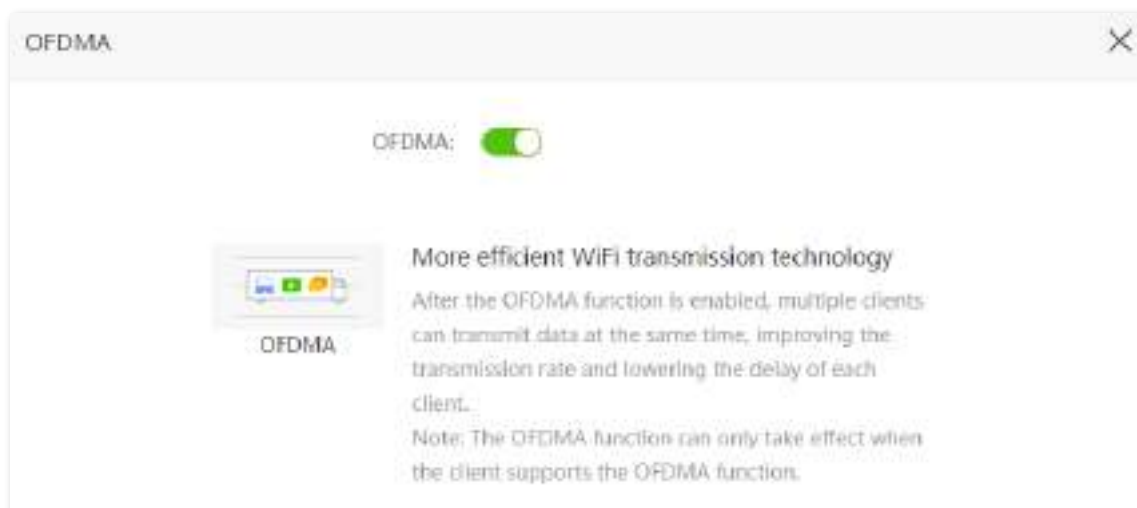 OFDMA
OFDMA:
More efficient WiFi transmission technology
After the OFDMA function is enabled, multiple clients
can transmit data at the same time, improving the
transmission rate and lowering the delay of each
client.
Note: The OFDMA function can only take effect when
the client supports the OFDMA function.
OFDMA